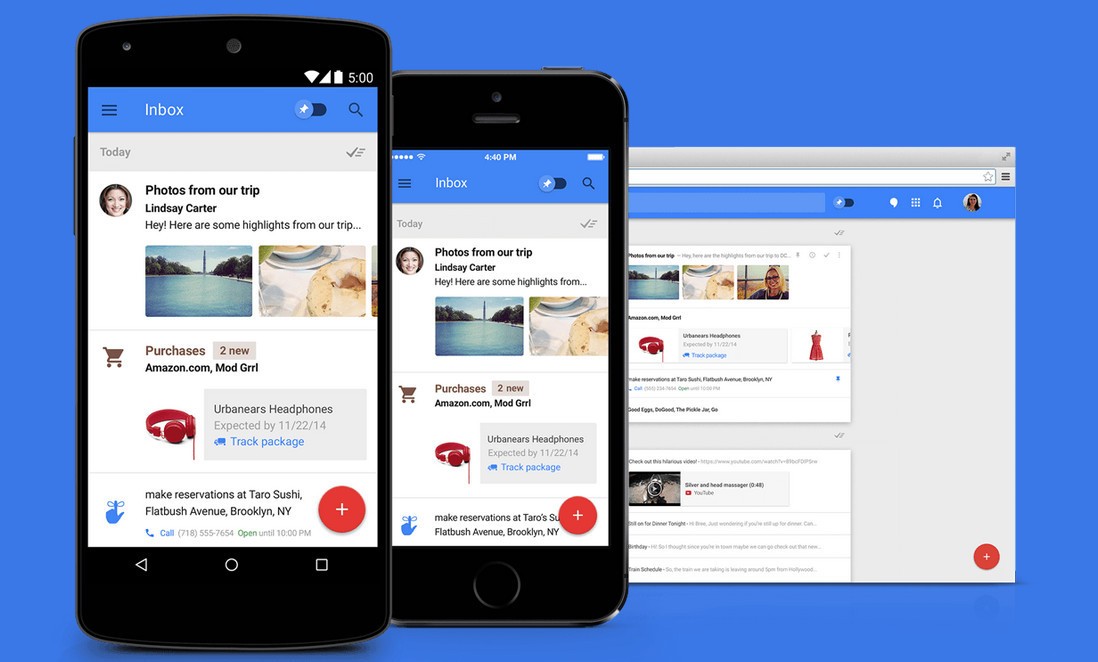 5:00
Inbox
Today
Photos from our trip
Lindsay Carter
Hey! Here are some highlights from our trip...
Purchases 2 new
Amazon.com, Mod Grrl
Urbanears Headphones
Expected by 11/22/14
Track package
make reservations at Taro Sushi,
Flatbush Avenue, Brooklyn, NY
Call (718) 555-7654 Open until 10:00 PM
4:40 PM
Inbox
Today
Photos from our trip
Lindsay Carter
Hey! Here are some highlights from...
Purchases 2 new
Amazon.com, Mod Grrl
Urbanears Headphones
Expected by 11/22/14
Track package
make reservations at Taro's Su
Flatbush Avenue, Brooklyn, NY
Photos from our trip - Hey, here are the highlights from our trip to DC...
Amazon.com, Mod Grrl
Urbanears Headphones
Expected by 11/22/14
Track package
make reservations at Taro Sushi, Flatbush Avenue, Brooklyn, NY
Call Open until 10:00 PM
Good Eggs, DoGood, The Pickle Jar, Go
Check out this hilarious video! - https://www.youtube.com/watch?v=
Silver and head massager (0:48)
YouTube
Still on for Dinner Tonight - Hi Bree, Just wondering if you're still up for dinner. Can...
Birthday - Hi! So I thought since you're in town maybe we can go check out that new...
Train Schedule - So, the train we are taking is leaving around 5pm from Hollywood...